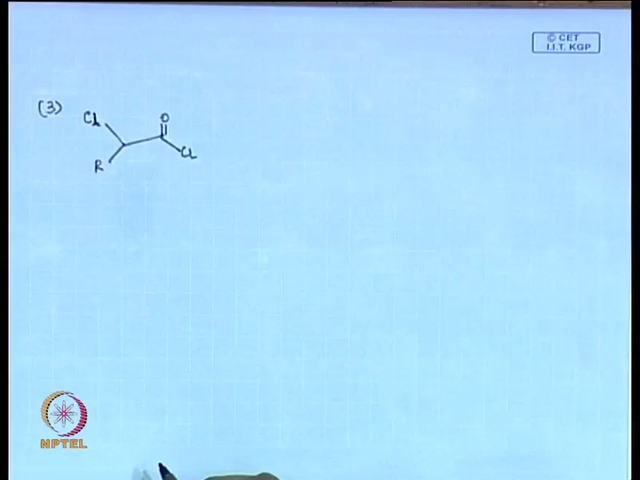 © CET
I.I.T. KGP
(3)
Cl
O
R
Cl
NPTEL